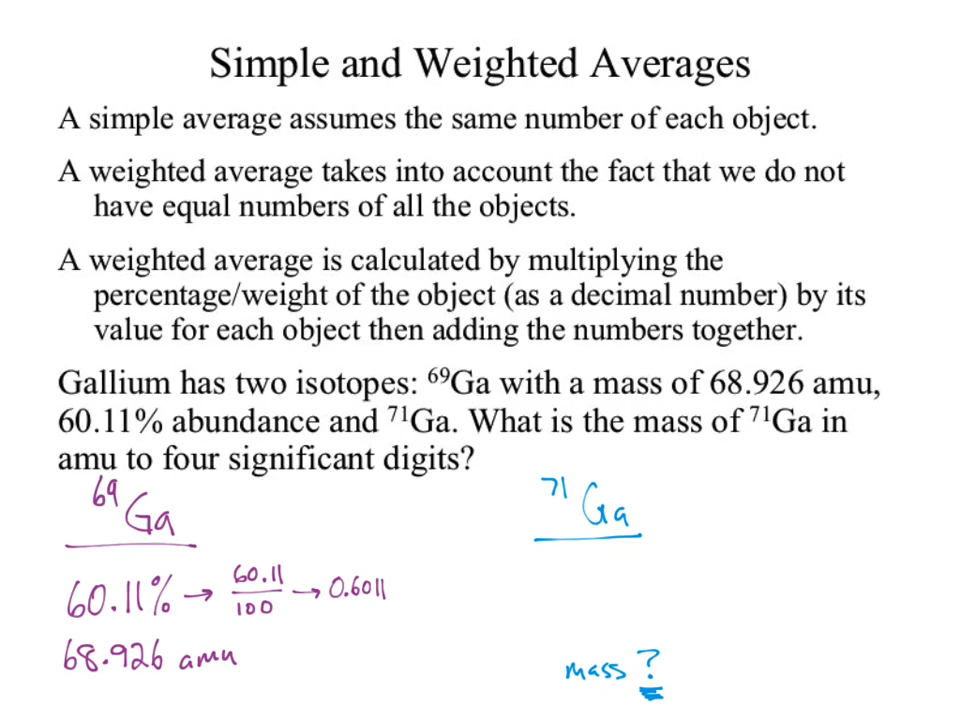 Simple and Weighted Averages
A simple average assumes the same number of each object.
A weighted average takes into account the fact that we do not
have equal numbers of all the objects.
A weighted average is calculated by multiplying the
percentage/weight of the object (as a decimal number) by its
value for each object then adding the numbers together.
Gallium has two isotopes: ⁶⁹Ga with a mass of 68.926 amu,
60.11% abundance and ⁷¹Ga. What is the mass of ⁷¹Ga in
amu to four significant digits?
⁶⁹Ga
60.11% → 60.11/100 → 0.6011
68.926 amu
⁷¹Ga
mass ?